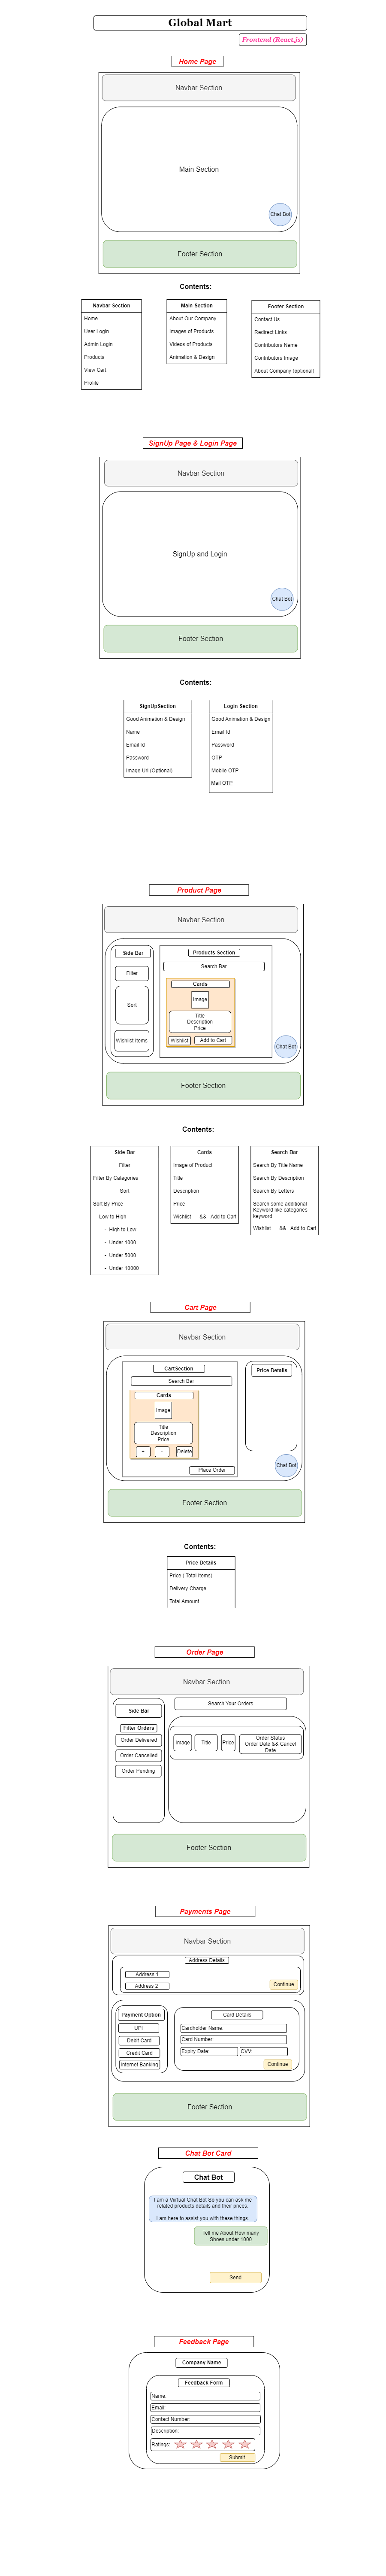 Global Mart
Frontend (React.js)
Home Page
Navbar Section
Main Section
Chat Bot
Footer Section
Contents:
Navbar Section
Home
User Login
Admin Login
Products
View Cart
Profile
Main Section
About Our Company
Images of Products
Videos of Products
Animation & Design
Footer Section
Contact Us
Redirect Links
Contributors Name
Contributors Image
About Company (optional)
SignUp Page & Login Page
Navbar Section
SignUp and Login
Chat Bot
Footer Section
Contents:
SignUpSection
Good Animation & Design
Name
Email Id
Password
Image Url (Optional)
Login Section
Good Animation & Design
Email Id
Password
OTP
Mobile OTP
Mail OTP
Product Page
Navbar Section
Side Bar
Filter
Sort
Wishlist Items
Products Section
Search Bar
Cards
Image
Title
Description
Price
Wishlist
Add to Cart
Chat Bot
Footer Section
Contents:
Side Bar
Filter
Filter By Categories
Sort
Sort By Price
- Low to High
- High to Low
- Under 1000
- Under 5000
- Under 10000
Cards
Image of Product
Title
Description
Price
Wishlist && Add to Cart
Search Bar
Search By Title Name
Search By Description
Search By Letters
Search some additional
Keyword like categories
keyword
Wishlist && Add to Cart
Cart Page
Navbar Section
CartSection
Search Bar
Cards
Image
Title
Description
Price
+
-
Delete
Place Order
Price Details
Chat Bot
Footer Section
Contents:
Price Details
Price ( Total Items)
Delivery Charge
Total Amount
Order Page
Navbar Section
Side Bar
Filter Orders
Order Delivered
Order Cancelled
Order Pending
Search Your Orders
Image
Title
Price
Order Status
Order Date && Cancal
Date
Footer Section
Payments Page
Navbar Section
Address Details
Address 1
Address 2
Continue
Payment Option
UPI
Debit Card
Credit Card
Internet Banking
Card Details
Cardholder Name:
Card Number:
Expiry Date:
CVV:
Continue
Footer Section
Chat Bot Card
Chat Bot
I am a Viirtual Chat Bot So you can ask me
related products details and their prices.
I am here to assist you with these things.
Tell me About How many
Shoes under 1000
Send
Feedback Page
Company Name
Feedback Form
Name:
Email:
Contact Number:
Description:
Ratings:
Submit